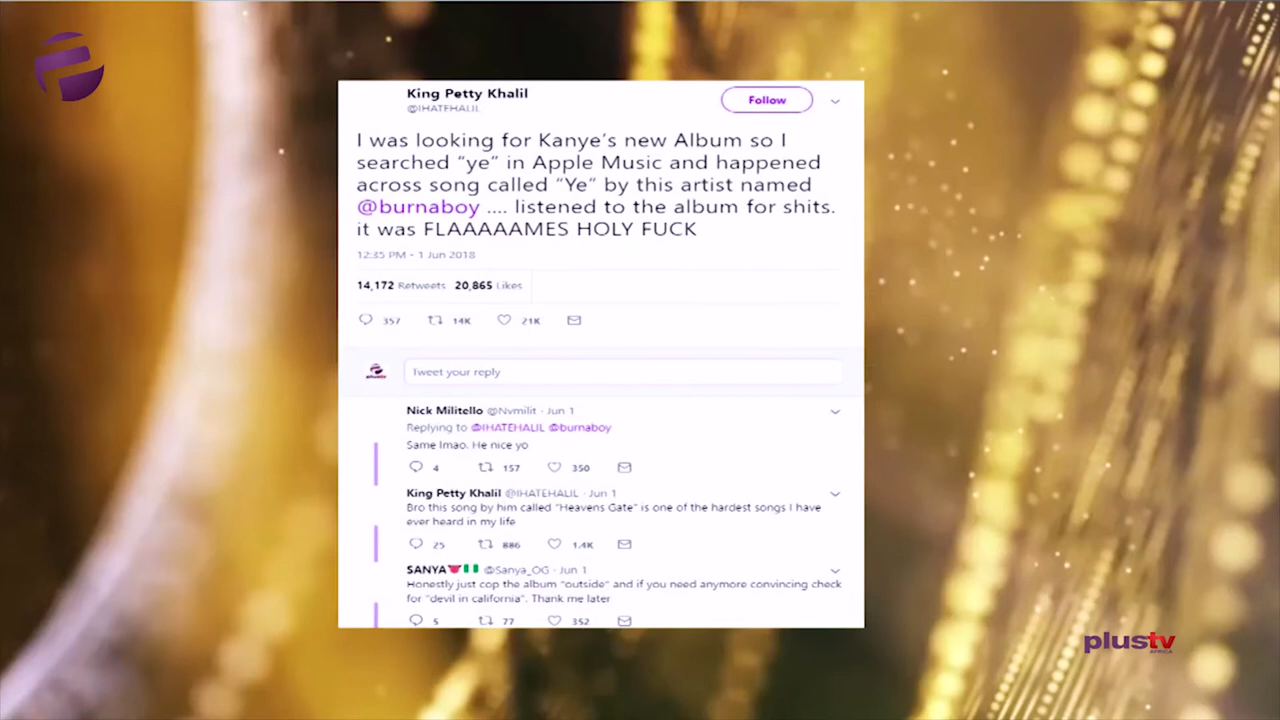 King Petty Khalil
@IHATEHALIL
Follow
I was looking for Kanye's new Album so I
searched "ye" in Apple Music and happened
across song called "Ye" by this artist named
@burnaboy .... listened to the album for shits.
it was FLAAAAAMES HOLY FUCK
12:35 PM - 1 Jun 2018
14,172 Retweets 20,865 Likes
357 14K 21K
plustv
Tweet your reply
Nick Militello @Nvmilit · Jun 1
Replying to @IHATEHALIL @burnaboy
Same lmao. He nice yo
4 157 350
King Petty Khalil @IHATEHALIL · Jun 1
Bro this song by him called "Heavens Gate" is one of the hardest songs I have
ever heard in my life
25 886 1.4K
SANYA @Sanya_OG · Jun 1
Honestly just cop the album "outside" and if you need anymore convincing check
for "devil in california". Thank me later
5 77 352
plustv
AFRICA